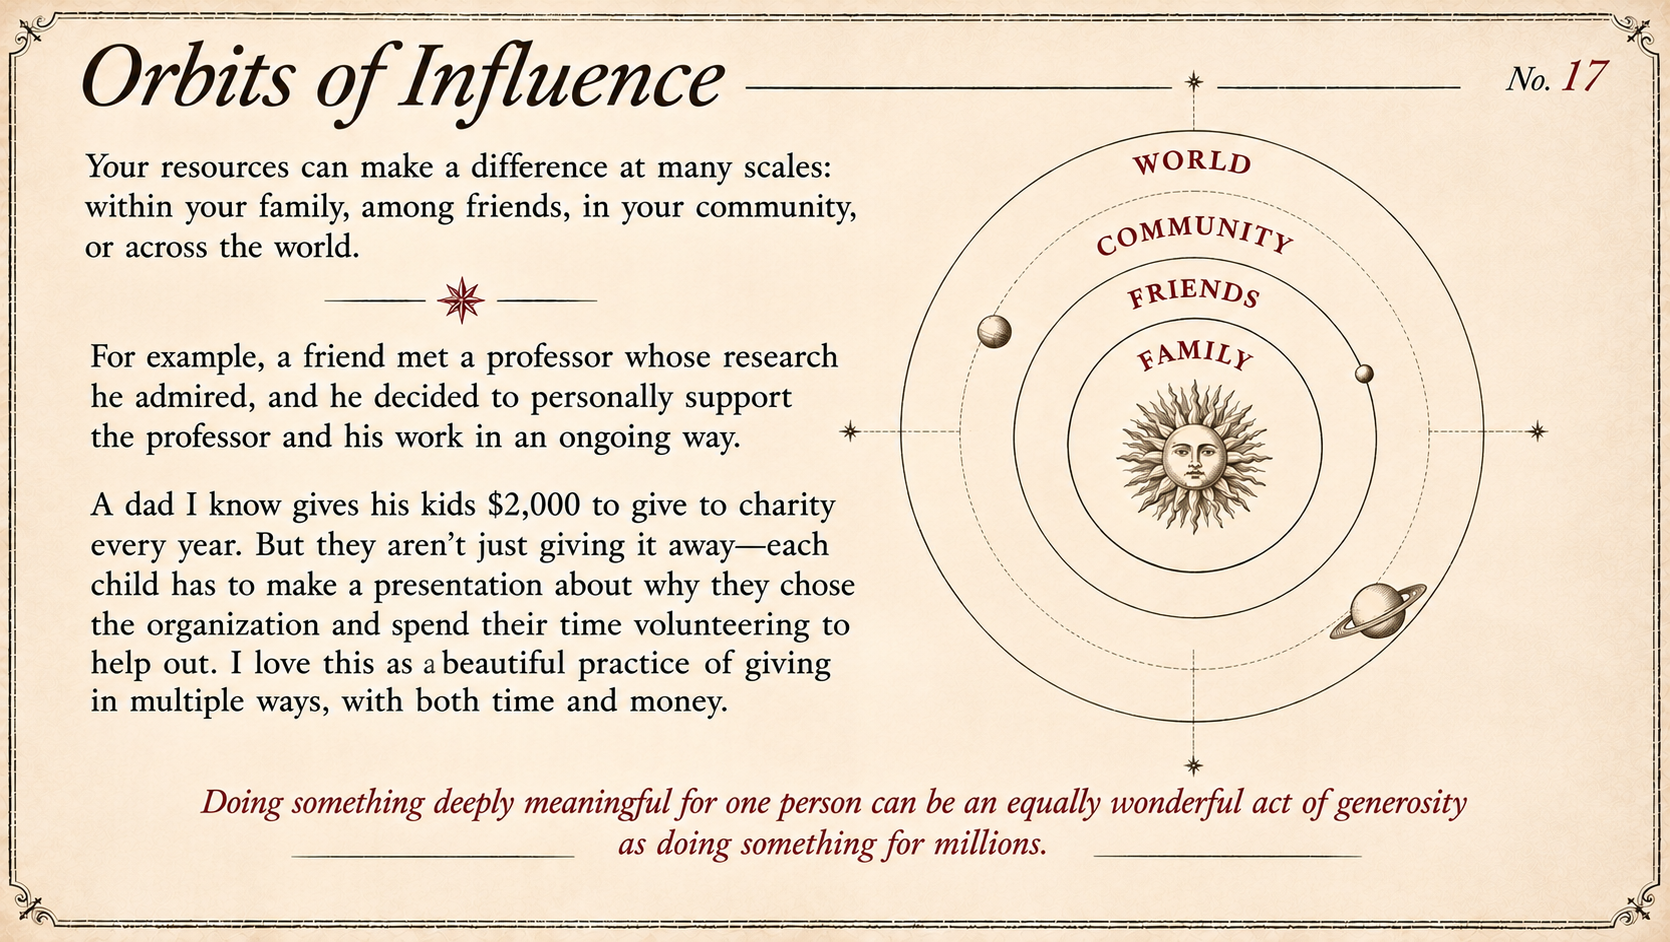 Orbits of Influence
No. 17
Your resources can make a difference at many scales:
within your family, among friends, in your community,
or across the world.
For example, a friend met a professor whose research
he admired, and he decided to personally support
the professor and his work in an ongoing way.
A dad I know gives his kids $2,000 to give to charity
every year. But they aren’t just giving it away—each
child has to make a presentation about why they chose
the organization and spend their time volunteering to
help out. I love this as a beautiful practice of giving
in multiple ways, with both time and money.
WORLD
COMMUNITY
FRIENDS
FAMILY
Doing something deeply meaningful for one person can be an equally wonderful act of generosity
as doing something for millions.